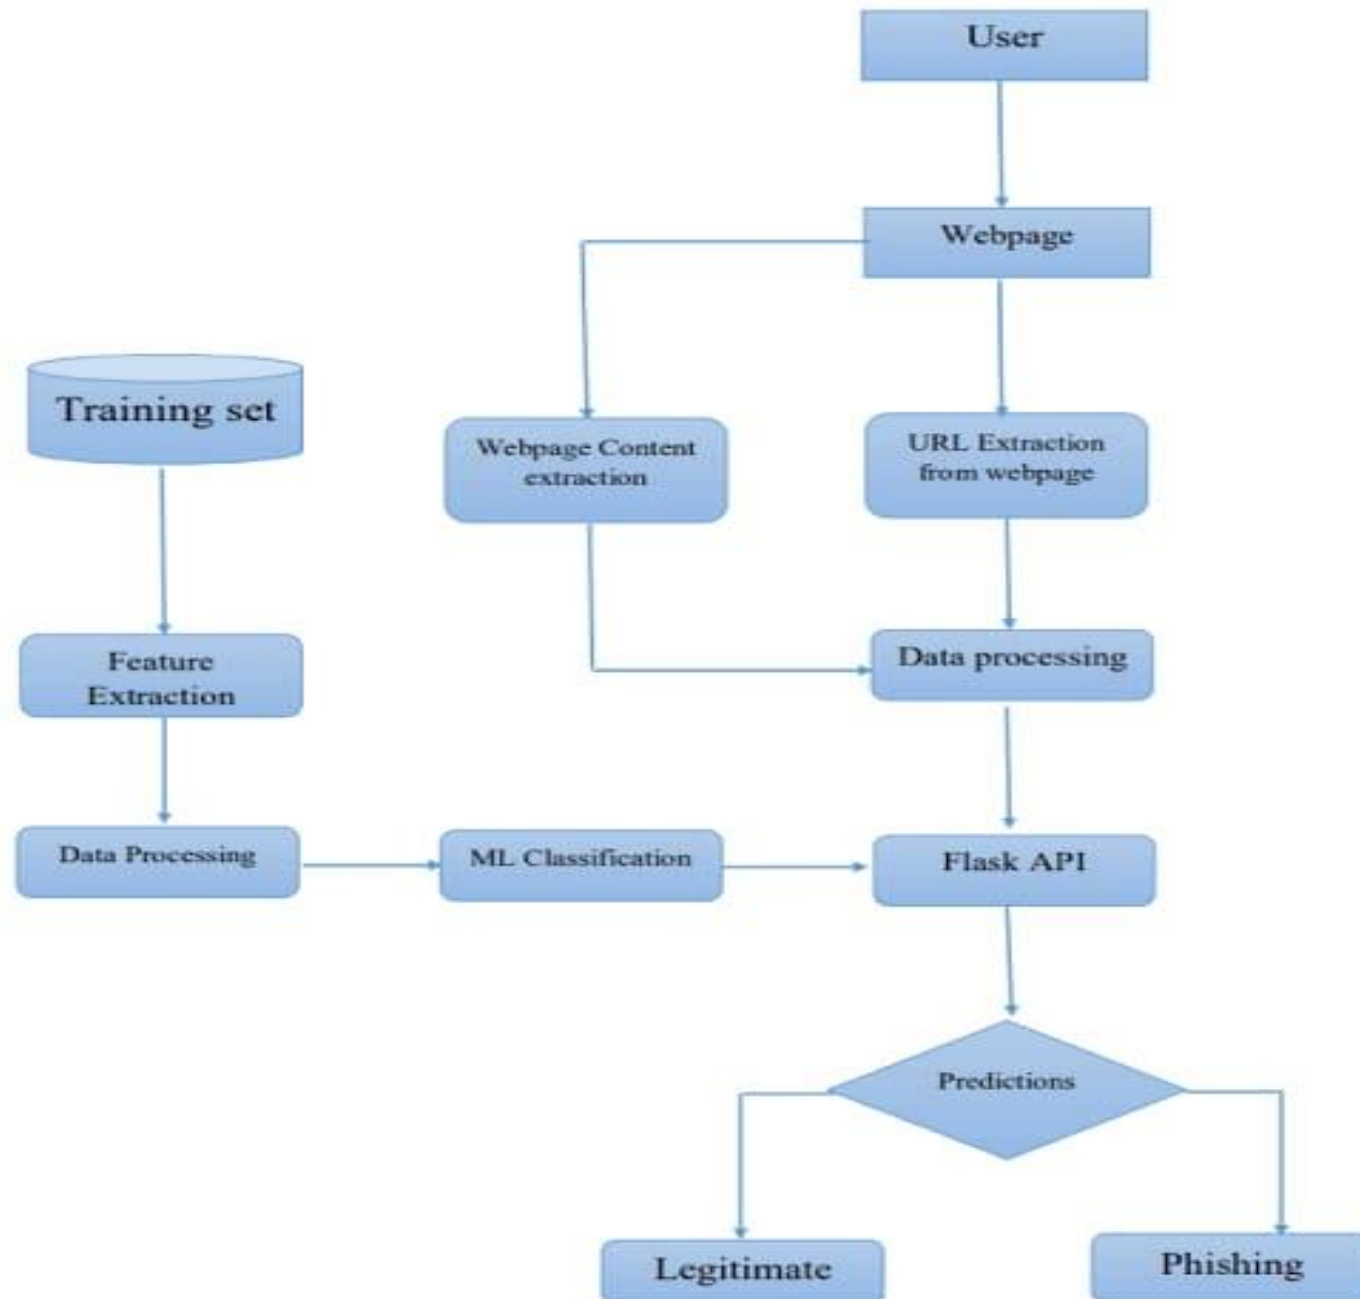 User
Webpage
Training set
Webpage Content
extraction
URL Extraction
from webpage
Feature
Extraction
Data processing
Data Processing
ML Classification
Flask API
Predictions
Legitimate
Phishing